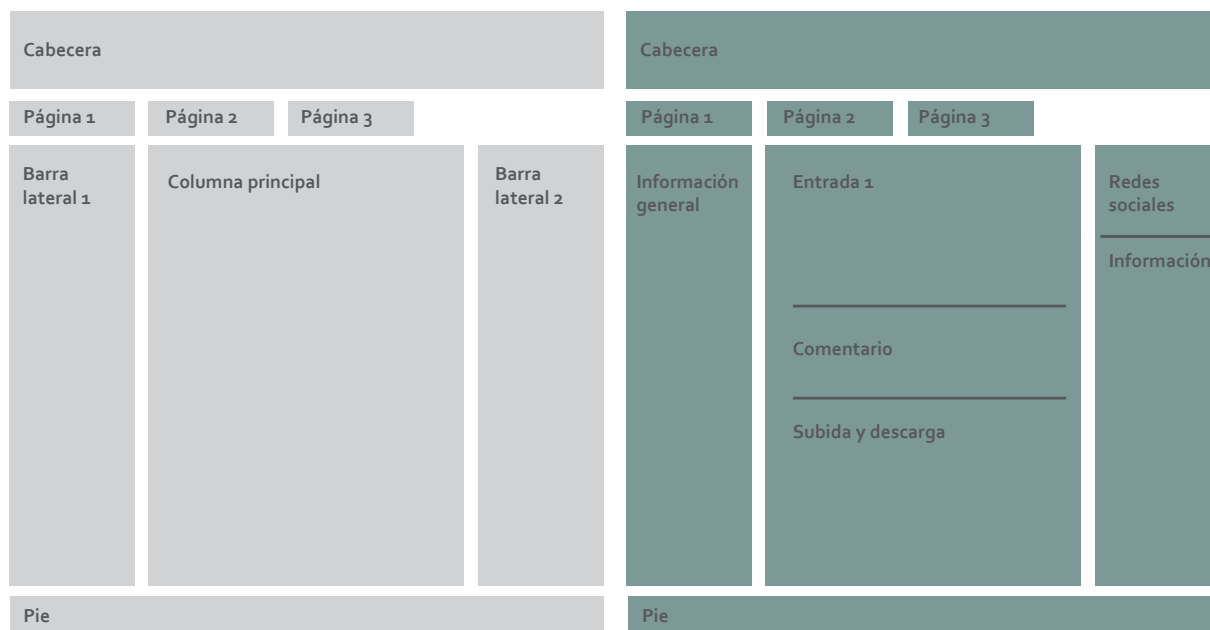 Cabecera
Página 1
Página 2
Página 3
Barra
lateral 1
Columna principal
Barra
lateral 2
Pie
Cabecera
Página 1
Página 2
Página 3
Información
general
Entrada 1
Comentario
Subida y descarga
Redes
sociales
Información
Pie